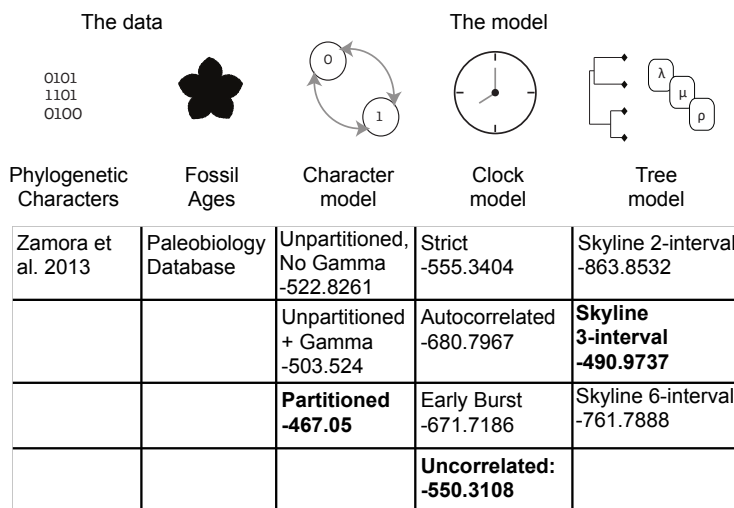 The data
The model
0101
1101
0100
0
1
λ
μ
ρ
Phylogenetic
Characters
Fossil
Ages
Character
model
Clock
model
Tree
model
Zamora et
al. 2013
Paleobiology
Database
Unpartitioned,
No Gamma
-522.8261
Strict
-555.3404
Skyline 2-interval
-863.8532
Unpartitioned
+ Gamma
-503.524
Autocorrelated
-680.7967
Skyline
3-interval
-490.9737
Partitioned
-467.05
Early Burst
-671.7186
Skyline 6-interval
-761.7888
Uncorrelated:
-550.3108